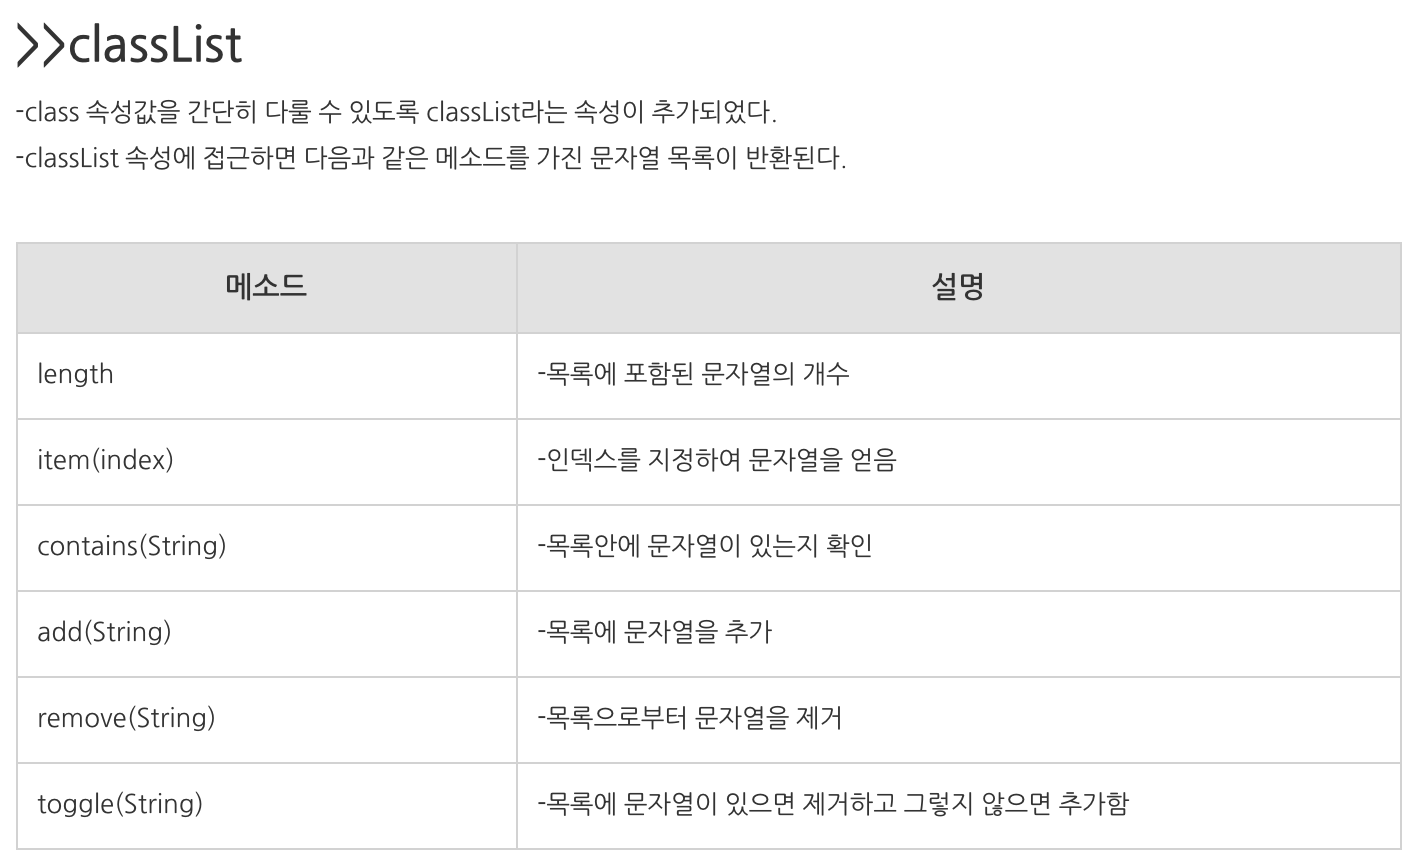 >>classList
-class 속성값을 간단히 다룰 수 있도록 classList라는 속성이 추가되었다.
-classList 속성에 접근하면 다음과 같은 메소드를 가진 문자열 목록이 반환된다.
메소드 설명
length -목록에 포함된 문자열의 개수
item(index) -인덱스를 지정하여 문자열을 얻음
contains(String) -목록안에 문자열이 있는지 확인
add(String) -목록에 문자열을 추가
remove(String) -목록으로부터 문자열을 제거
toggle(String) -목록에 문자열이 있으면 제거하고 그렇지 않으면 추가함